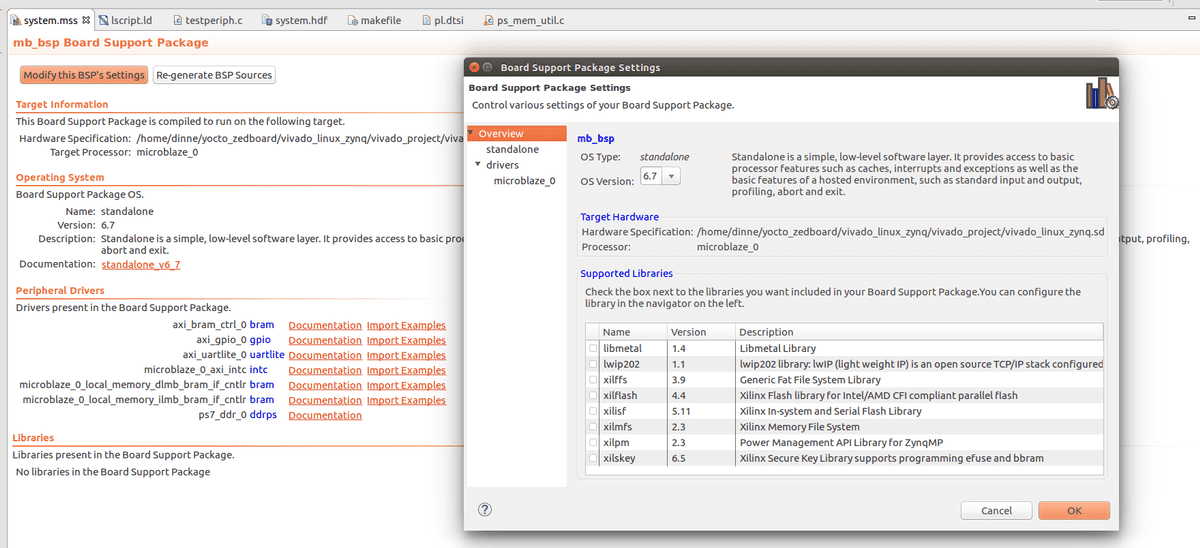 system.mss
lscript.ld
testperiph.c
system.hdf
makefile
pl.dtsi
ps_mem_util.c
mb_bsp Board Support Package
Modify this BSP's Settings
Re-generate BSP Sources
Target Information
This Board Support Package is compiled to run on the following target.
Hardware Specification: /home/dinne/yocto_zedboard/vivado_linux_zynq/vivado_project/viva
Target Processor: microblaze_0
Operating System
Board Support Package OS.
Name: standalone
Version: 6.7
Description: Standalone is a simple, low-level software layer. It provides access to basic proc
tput, profiling,
abort and exit.
Documentation: standalone_v6_7
Peripheral Drivers
Drivers present in the Board Support Package.
axi_bram_ctrl_0 bram Documentation Import Examples
axi_gpio_0 gpio Documentation Import Examples
axi_uartlite_0 uartlite Documentation Import Examples
microblaze_0_axi_intc intc Documentation Import Examples
microblaze_0_local_memory_dlmb_bram_if_cntlr bram Documentation Import Examples
microblaze_0_local_memory_ilmb_bram_if_cntlr bram Documentation Import Examples
ps7_ddr_0 ddrps Documentation
Libraries
Libraries present in the Board Support Package.
No libraries in the Board Support Package
Board Support Package Settings
Board Support Package Settings
Control various settings of your Board Support Package.
Overview
standalone
drivers
microblaze_0
mb_bsp
OS Type: standalone
OS Version: 6.7
Standalone is a simple, low-level software layer. It provides access to basic
processor features such as caches, interrupts and exceptions as well as the
basic features of a hosted environment, such as standard input and output,
profiling, abort and exit.
Target Hardware
Hardware Specification: /home/dinne/yocto_zedboard/vivado_linux_zynq/vivado_project/vivado_linux_zynq.sd
Processor: microblaze_0
Supported Libraries
Check the box next to the libraries you want included in your Board Support Package.You can configure the
library in the navigator on the left.
Name Version Description
libmetal 1.4 Libmetal Library
lwip202 1.1 lwip202 library: lwIP (light weight IP) is an open source TCP/IP stack configured
xilffs 3.9 Generic Fat File System Library
xilflash 4.4 Xilinx Flash library for Intel/AMD CFI compliant parallel flash
xilisf 5.11 Xilinx In-system and Serial Flash Library
xilmfs 2.3 Xilinx Memory File System
xilpm 2.3 Power Management API Library for ZynqMP
xilskey 6.5 Xilinx Secure Key Library supports programming efuse and bbram
?
Cancel
OK